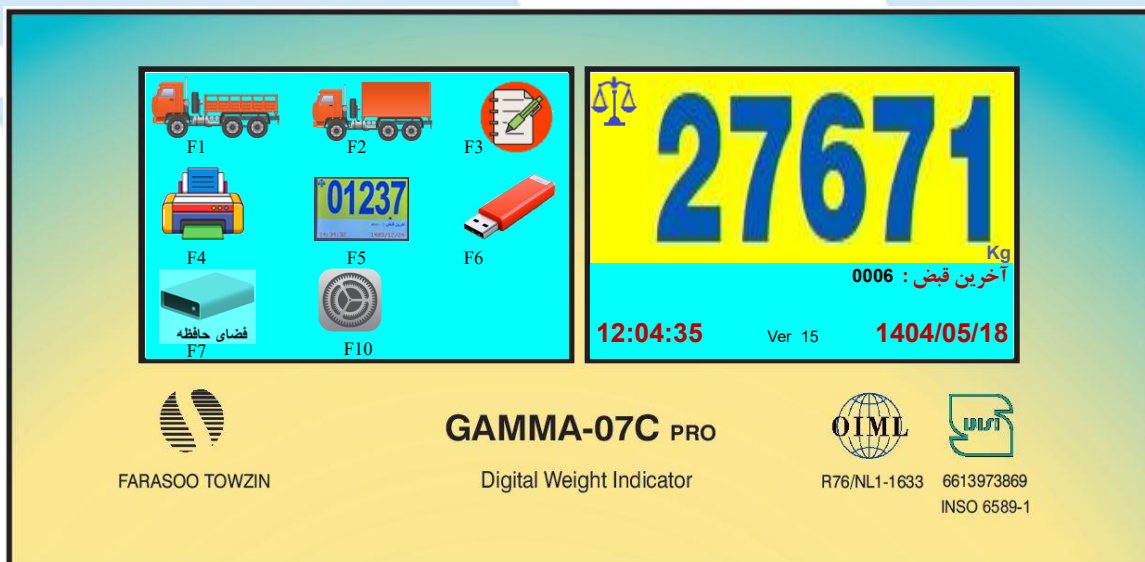 F1
F2
F3
F4
01237
F5
F6
فضای حافظه
F7
F10
27671
Kg
آخرین قبض : 0006
12:04:35
Ver 15
1404/05/18
FARASOO TOWZIN
GAMMA-07C PRO
Digital Weight Indicator
OIML
R76/NL1-1633
6613973869
INSO 6589-1